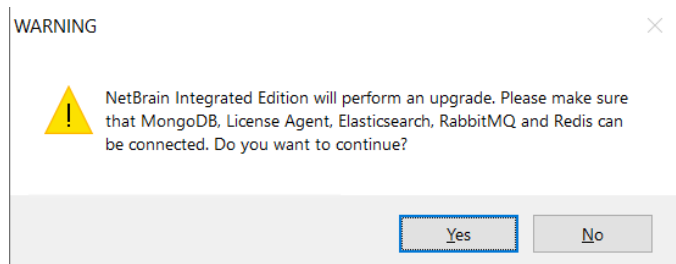 WARNING
NetBrain Integrated Edition will perform an upgrade. Please make sure
that MongoDB, License Agent, Elasticsearch, RabbitMQ and Redis can
be connected. Do you want to continue?
Yes
No